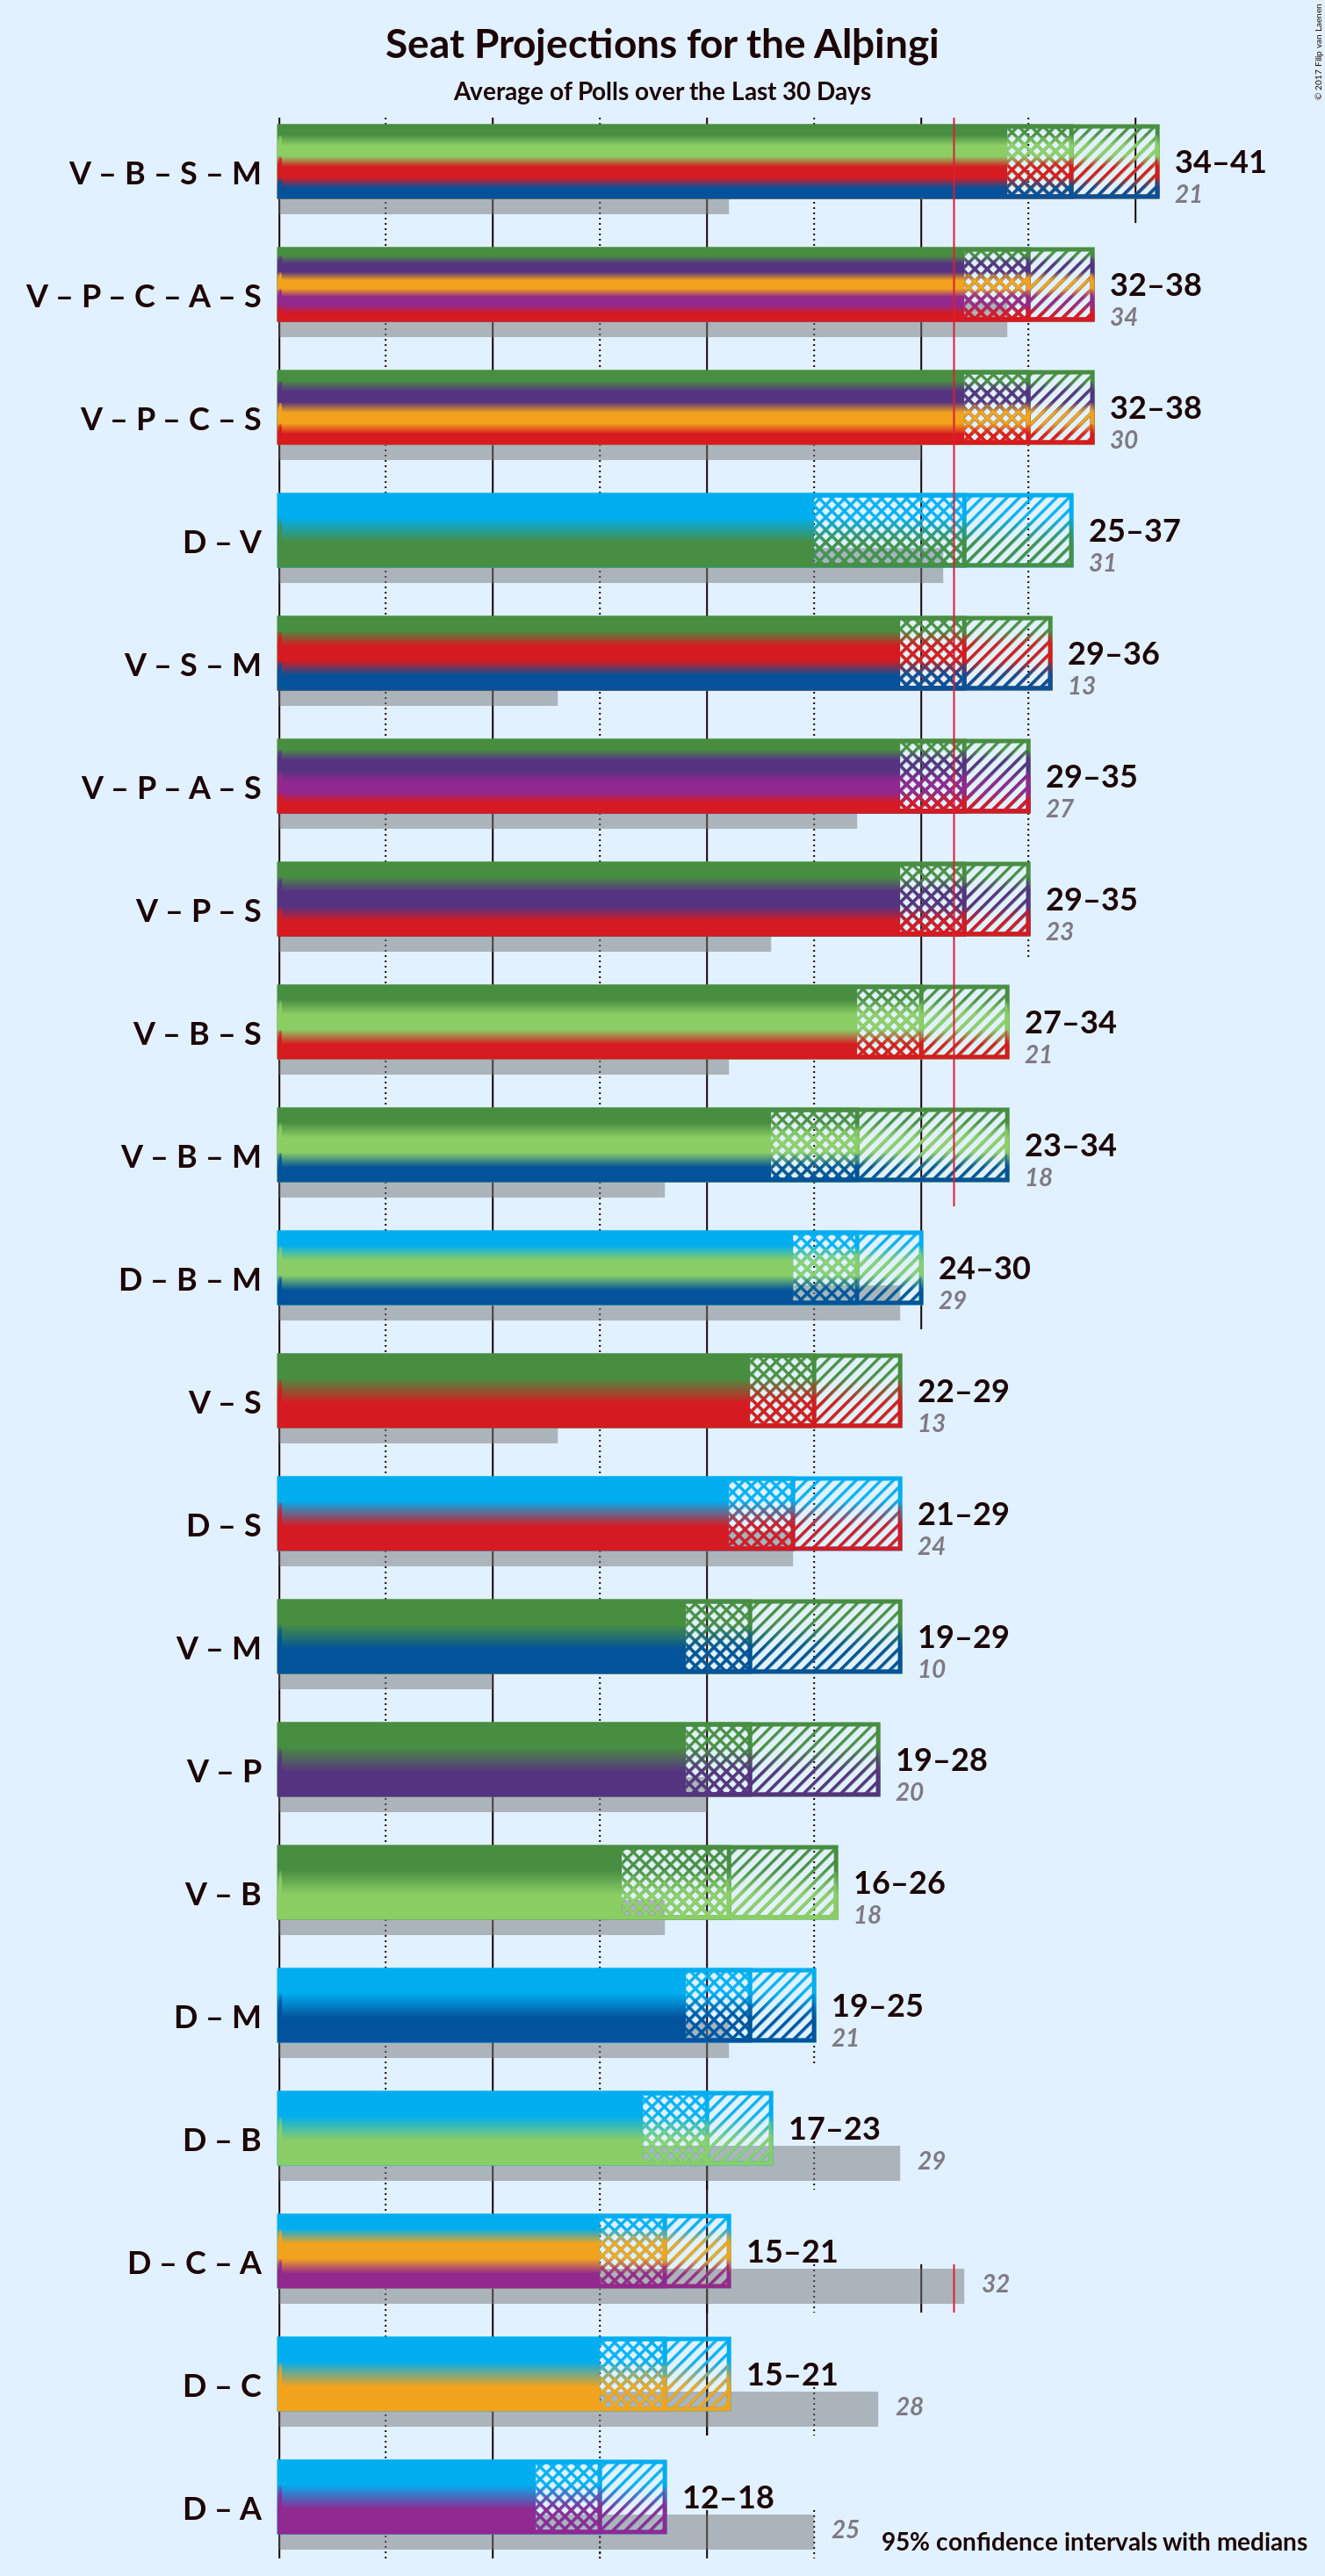 Seat Projections for the Alþingi
Average of Polls over the Last 30 Days
© 2017 Filip van Laenen
V – B – S – M
34–41
21
V – P – C – A – S
32–38
34
V – P – C – S
32–38
30
D – V
25–37
31
V – S – M
29–36
13
V – P – A – S
29–35
27
V – P – S
29–35
23
V – B – S
27–34
21
V – B – M
23–34
18
D – B – M
24–30
29
V – S
22–29
13
D – S
21–29
24
V – M
19–29
10
V – P
19–28
20
V – B
16–26
18
D – M
19–25
21
D – B
17–23
29
D – C – A
15–21
32
D – C
15–21
28
D – A
12–18
25
95% confidence intervals with medians